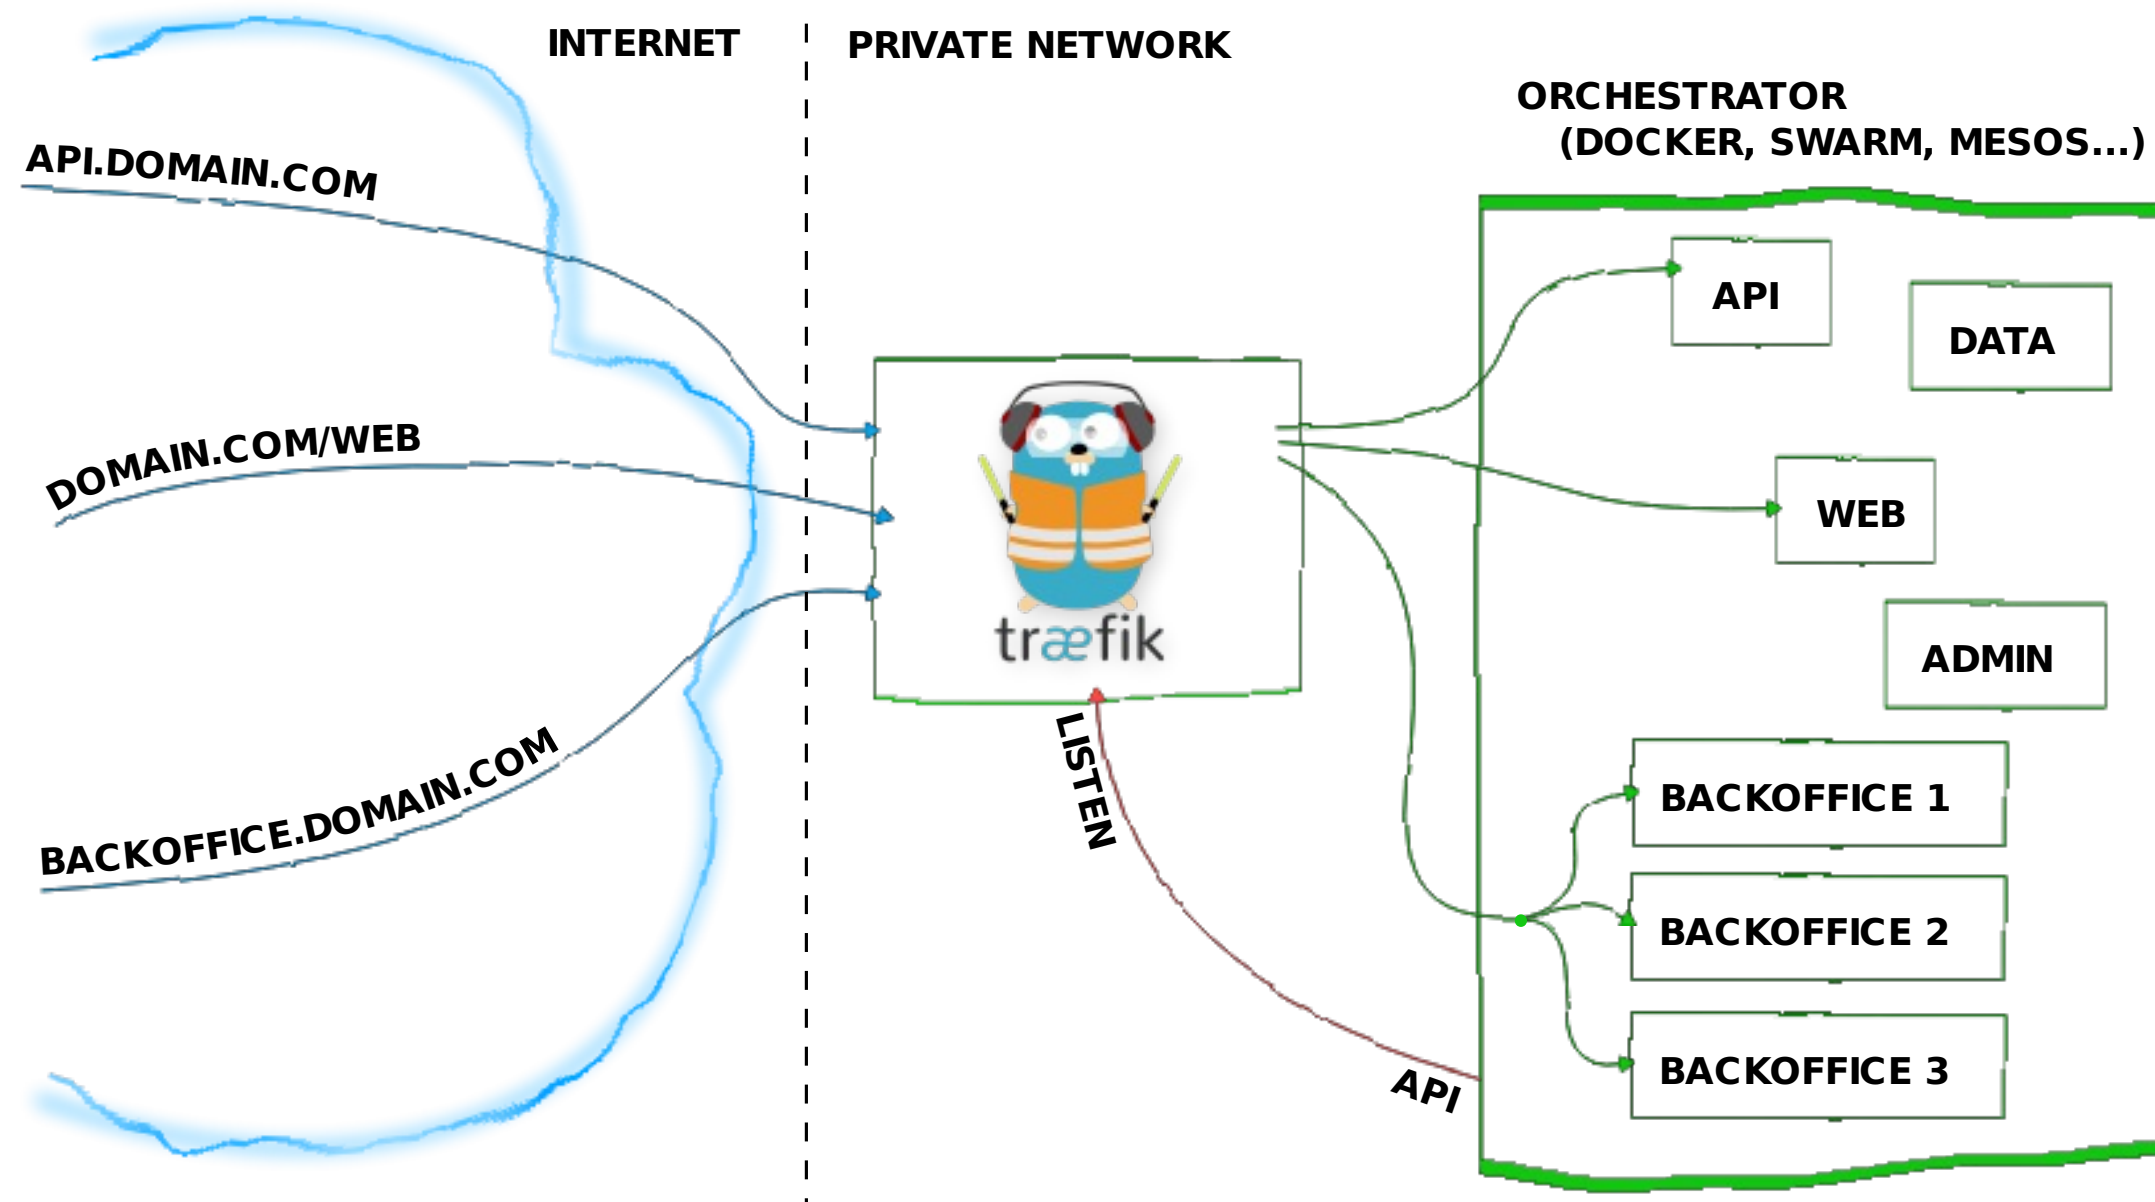 INTERNET
PRIVATE NETWORK
ORCHESTRATOR
(DOCKER, SWARM, MESOS...)
API.DOMAIN.COM
DOMAIN.COM/WEB
BACKOFFICE.DOMAIN.COM
træfik
LISTEN
API
API
DATA
WEB
ADMIN
BACKOFFICE 1
BACKOFFICE 2
BACKOFFICE 3